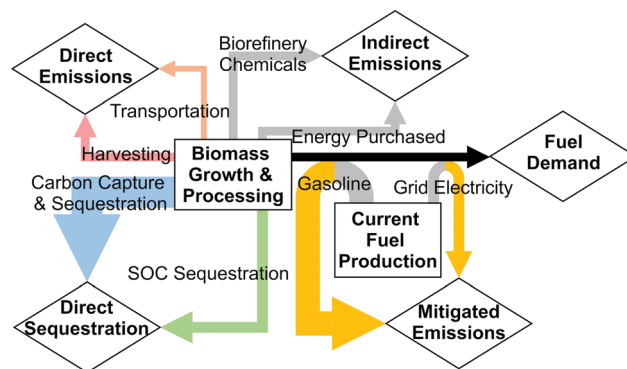 Direct
Emissions
Biorefinery
Chemicals
Indirect
Emissions
Transportation
Harvesting
Biomass
Growth &
Processing
Energy Purchased
Fuel
Demand
Carbon Capture
& Sequestration
Gasoline
Grid Electricity
Current
Fuel
Production
SOC Sequestration
Direct
Sequestration
Mitigated
Emissions